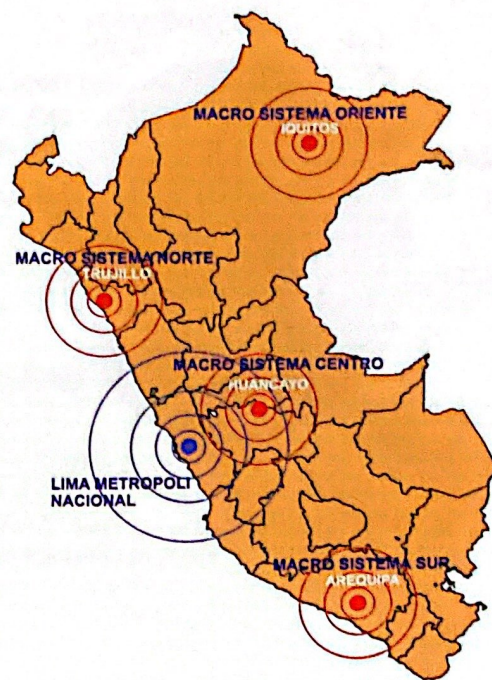 MACRO SISTEMA ORIENTE
IQUITOS
MACRO SISTEMA NORTE
TRUJILLO
MACRO SISTEMA CENTRO
HUANCAYO
LIMA METROPOLI
NACIONAL
MACRO SISTEMA SUR
AREQUIPA